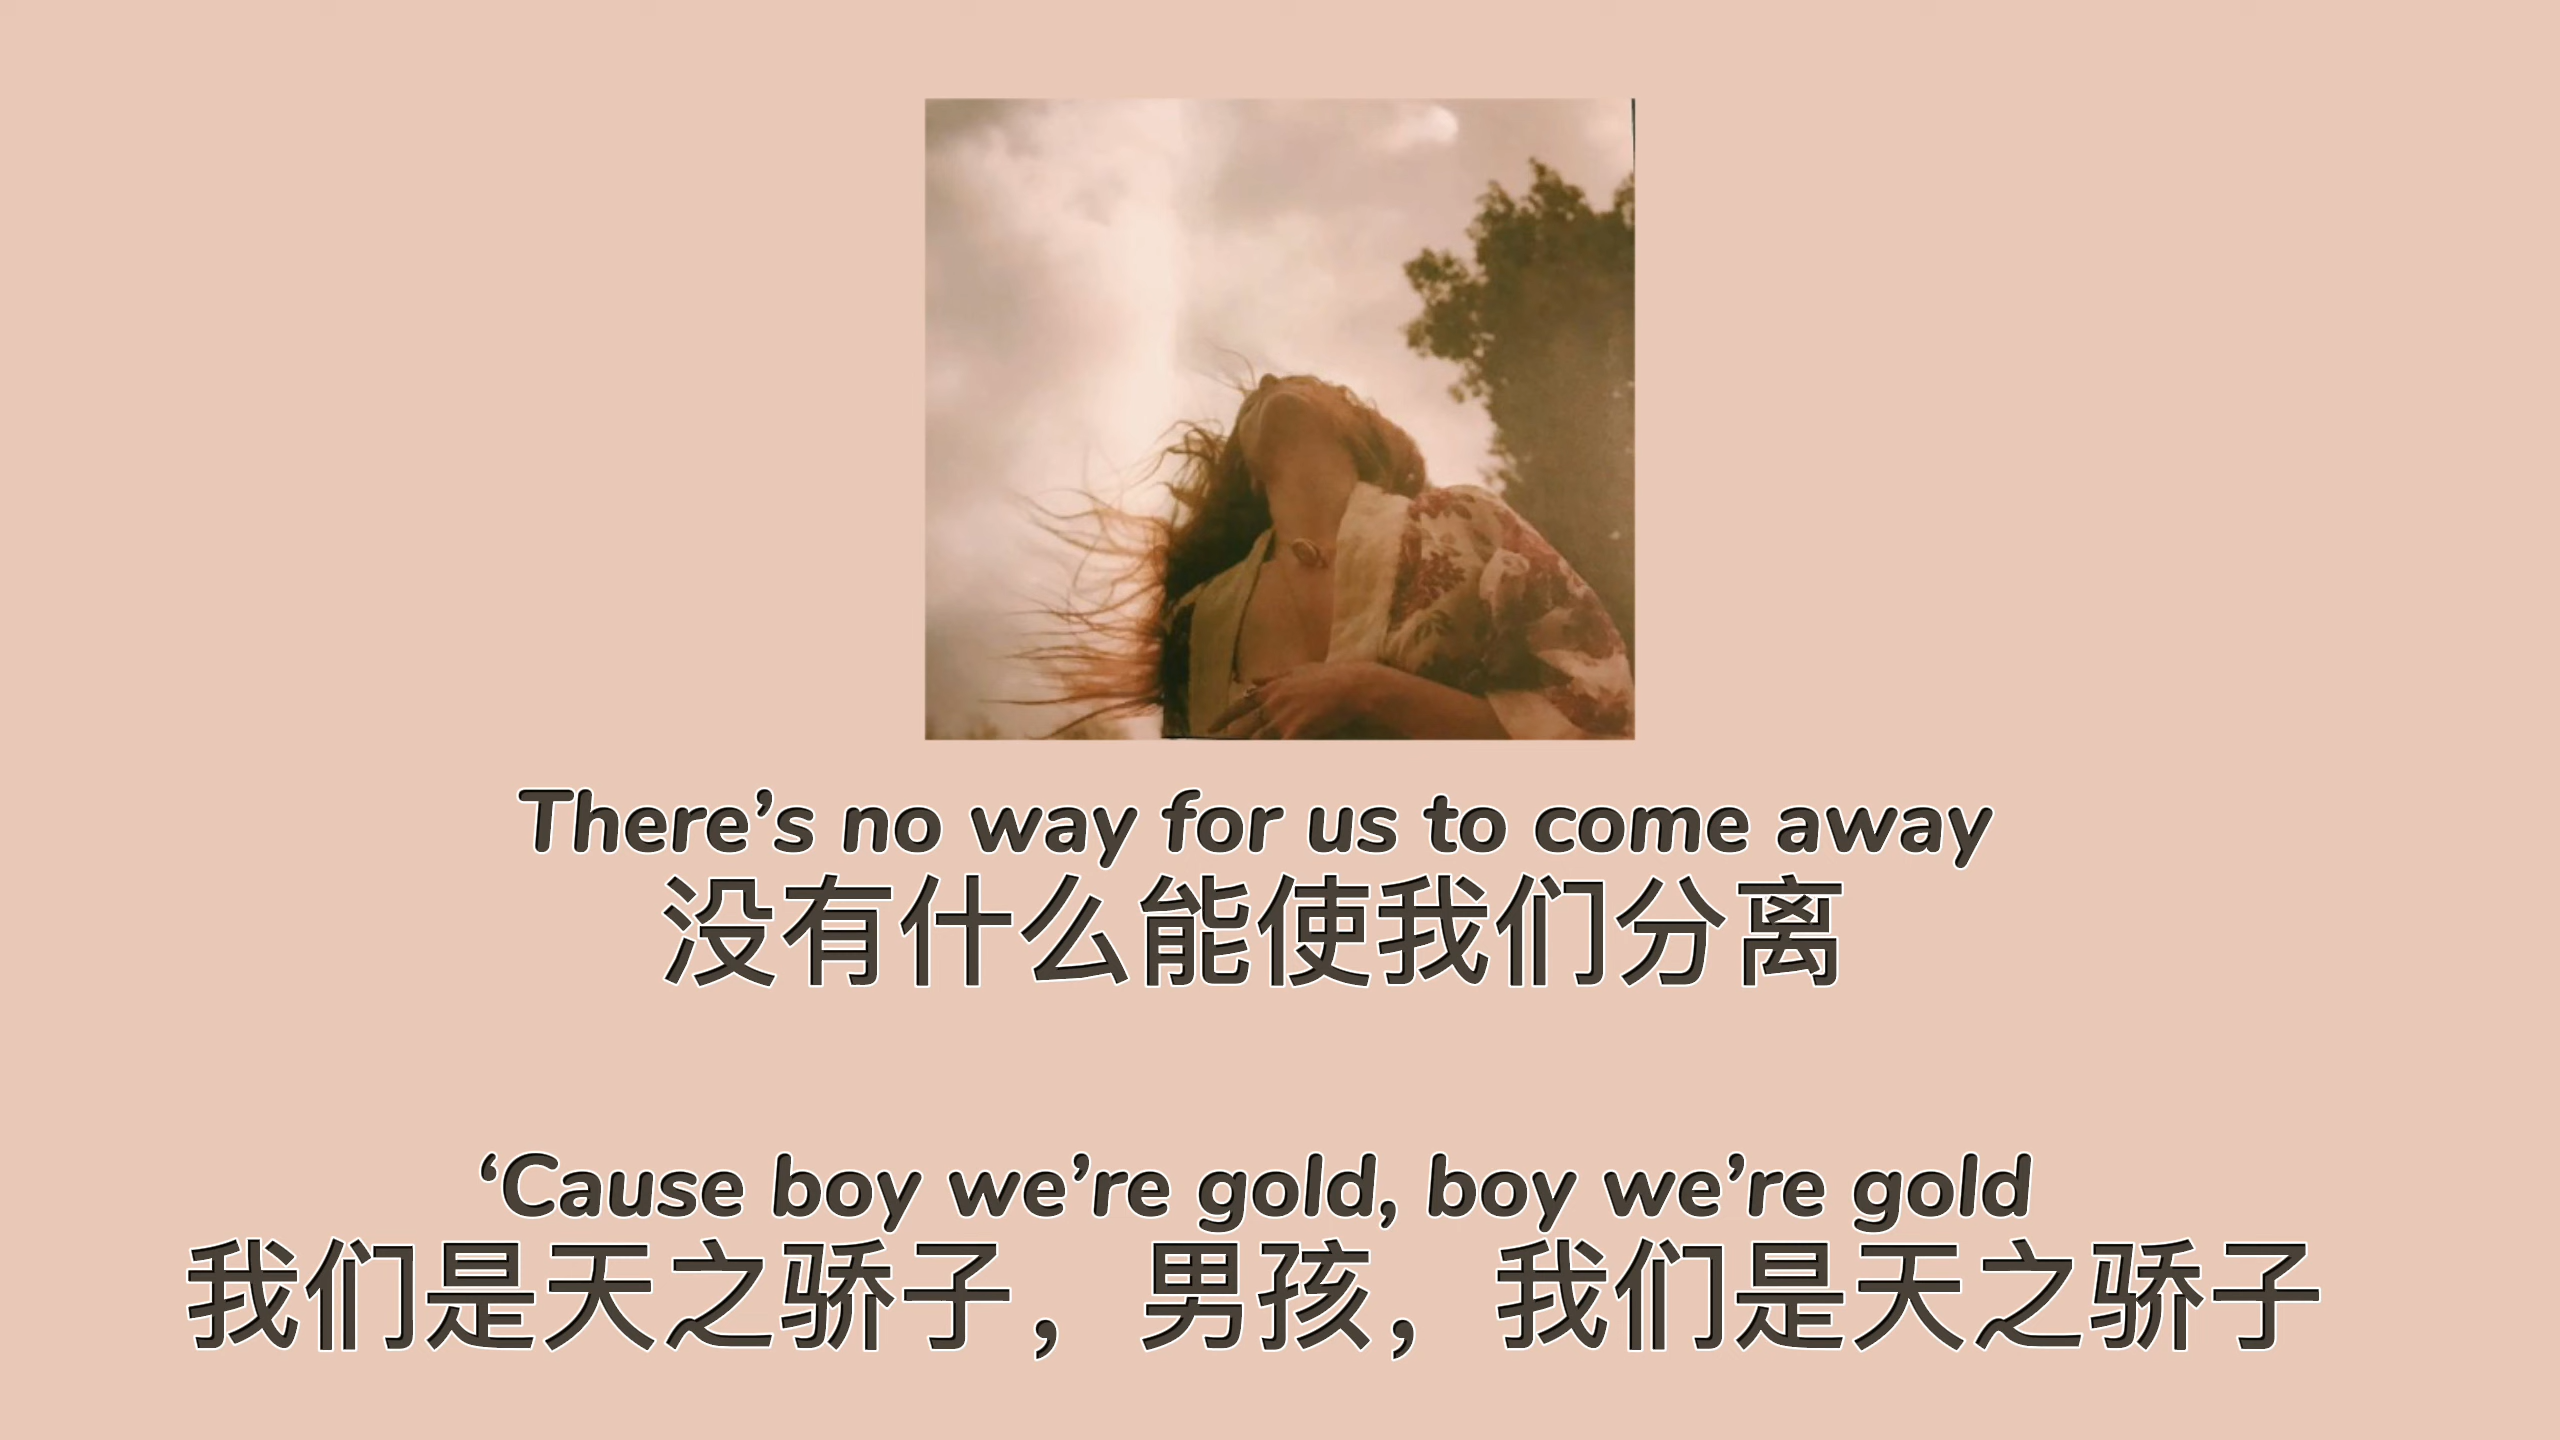 There’s no way for us to come away
没有什么能使我们分离
‘Cause boy we’re gold, boy we’re gold
我们是天之骄子，男孩，我们是天之骄子